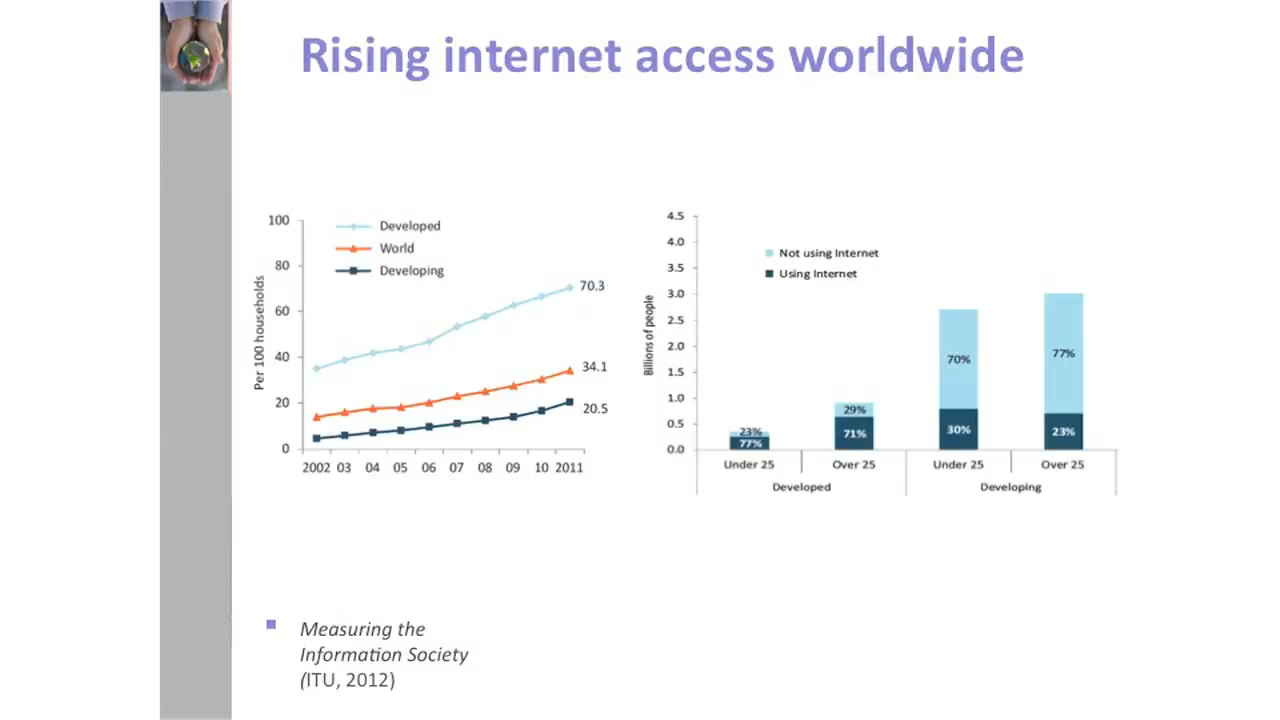 Rising internet access worldwide
100
80
60
40
20
0
Per 100 households
Developed
World
Developing
70.3
34.1
20.5
2002 03 04 05 06 07 08 09 10 2011
4.5
4.0
3.5
3.0
2.5
2.0
1.5
1.0
0.5
0.0
Billions of people
Not using Internet
Using Internet
23%
77%
29%
71%
70%
30%
77%
23%
Under 25 Over 25 Under 25 Over 25
Developed Developing
Measuring the
Information Society
(ITU, 2012)